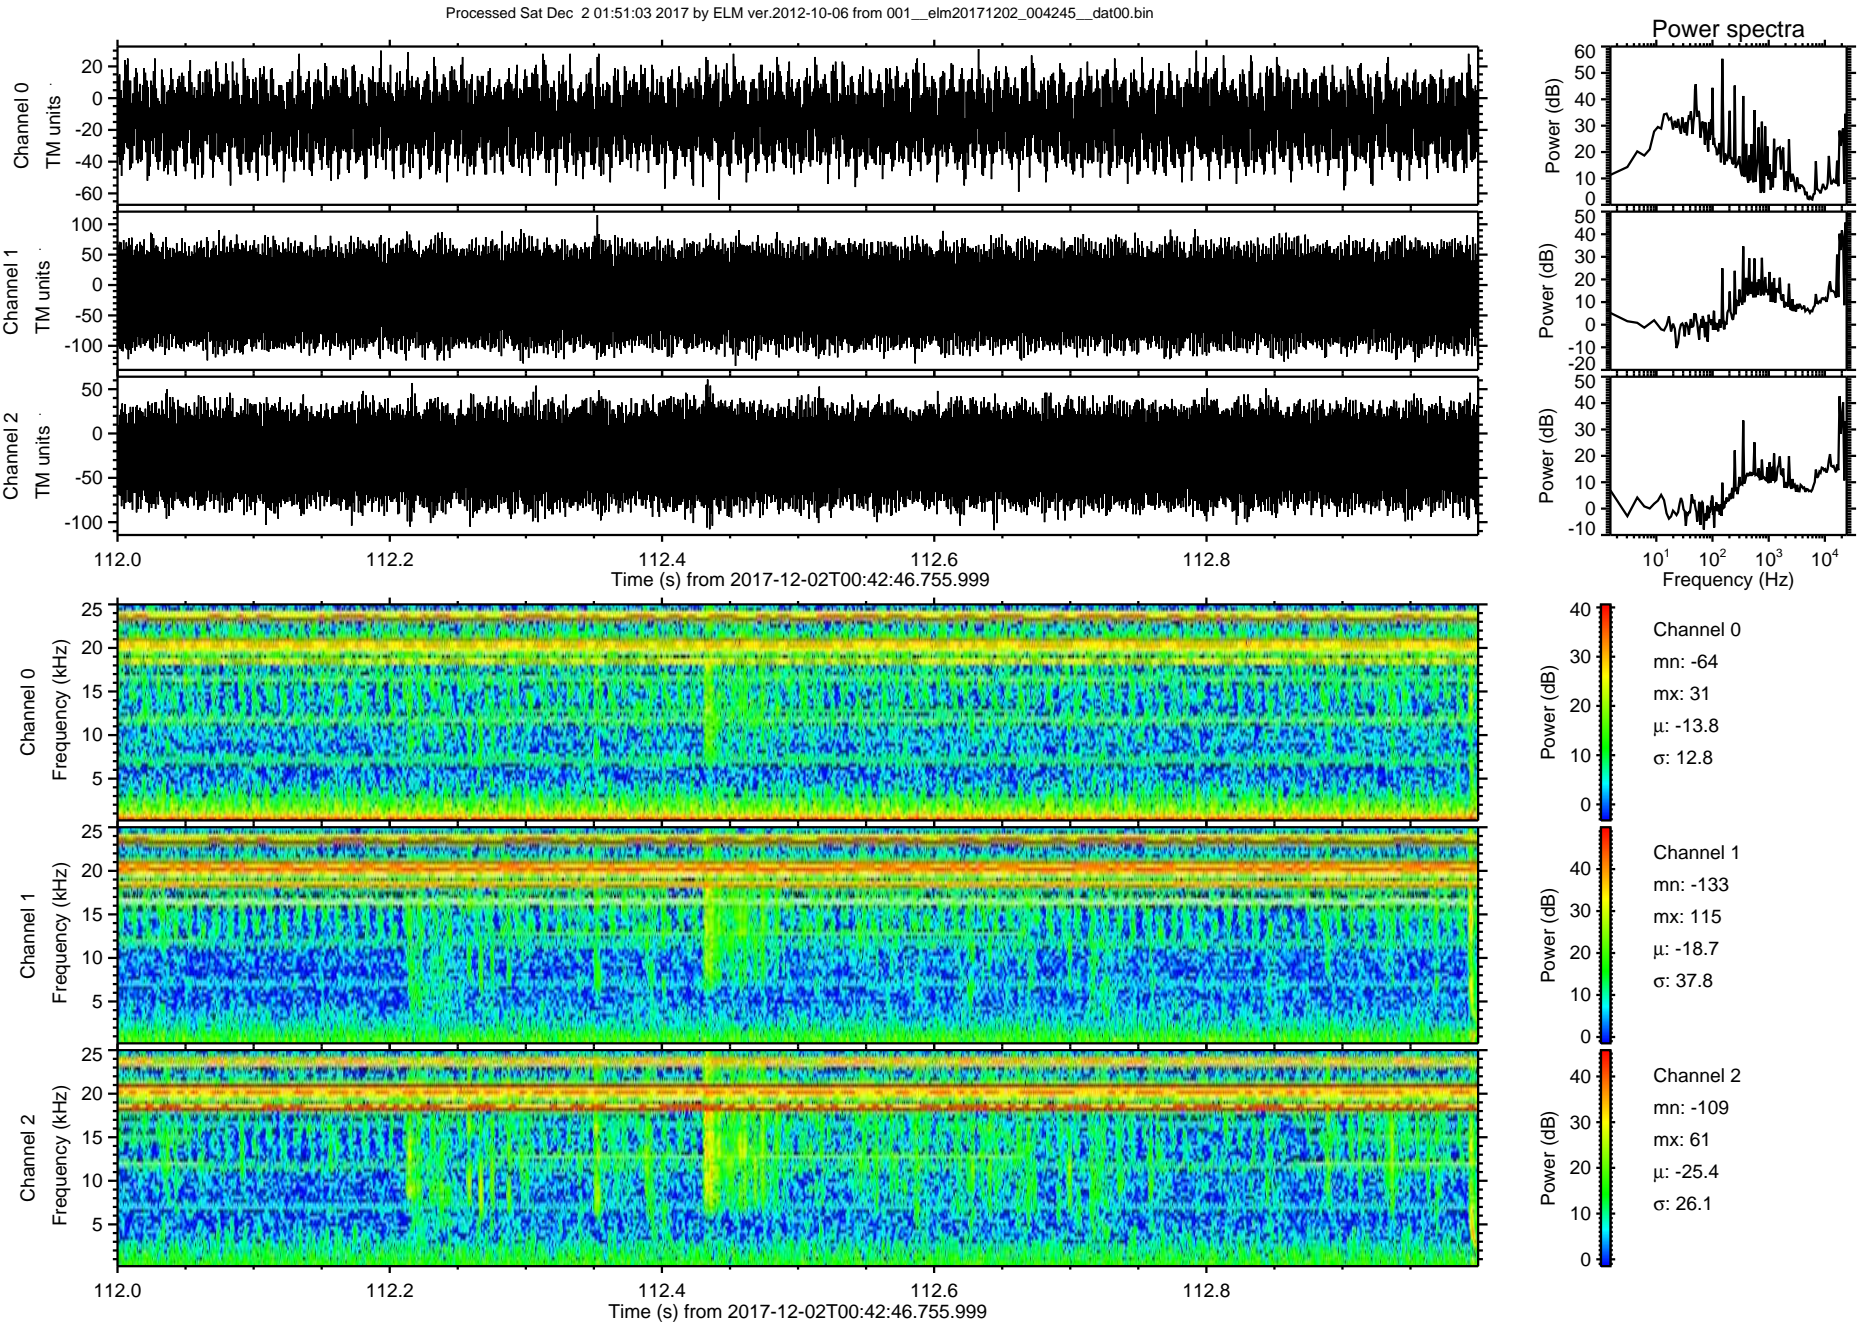 Processed Sat Dec 2 01:51:03 2017 by ELM ver.2012-10-06 from 001__elm20171202_004245__dat00.bin
Power spectra
Channel 0
TM units
20
0
-20
-40
-60
Power (dB)
60
50
40
30
20
10
0
Channel 1
TM units
100
50
0
-50
-100
Power (dB)
50
40
30
20
10
0
-10
-20
Channel 2
TM units
50
0
-50
-100
Power (dB)
50
40
30
20
10
0
-10
112.0 112.2 112.4 112.6 112.8
Time (s) from 2017-12-02T00:42:46.755.999
10¹ 10² 10³ 10⁴
Frequency (Hz)
Channel 0
Frequency (kHz)
25
20
15
10
5
Power (dB)
40
30
20
10
0
Channel 0
mn: -64
mx: 31
µ: -13.8
σ: 12.8
Channel 1
Frequency (kHz)
25
20
15
10
5
Power (dB)
40
30
20
10
0
Channel 1
mn: -133
mx: 115
µ: -18.7
σ: 37.8
Channel 2
Frequency (kHz)
25
20
15
10
5
Power (dB)
40
30
20
10
0
Channel 2
mn: -109
mx: 61
µ: -25.4
σ: 26.1
112.0 112.2 112.4 112.6 112.8
Time (s) from 2017-12-02T00:42:46.755.999